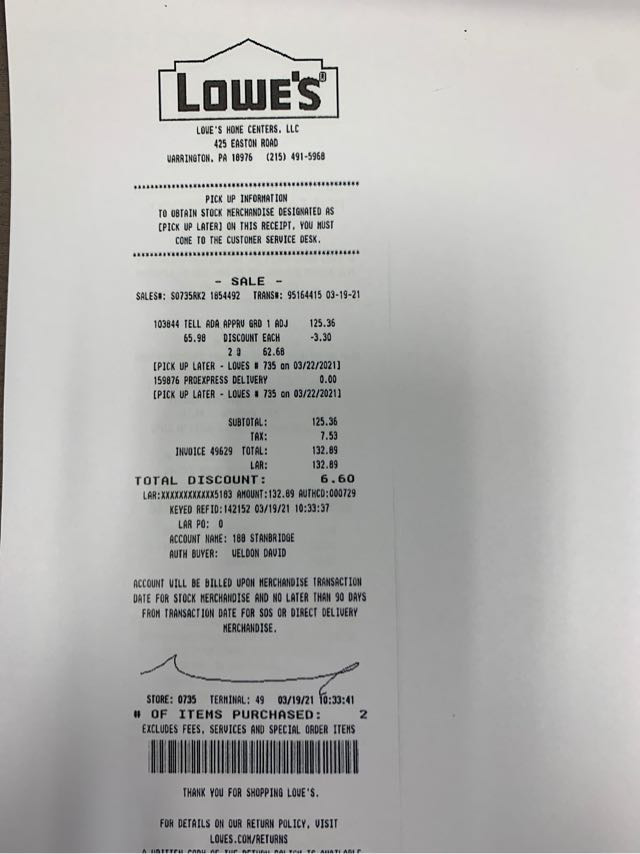 LOWE'S®
LOWE'S HOME CENTERS, LLC
425 EASTON ROAD
WARRINGTON, PA 18976 (215) 491-5968
PICK UP INFORMATION
TO OBTAIN STOCK MERCHANDISE DESIGNATED AS
[PICK UP LATER] ON THIS RECEIPT, YOU MUST
COME TO THE CUSTOMER SERVICE DESK.
- SALE -
SALES#: S0735RK2 1854492 TRANS#: 95164415 03-19-21
103844 TELL ADA APPRV GRD 1 ADJ 125.36
65.98 DISCOUNT EACH -3.30
2 @ 62.68
[PICK UP LATER - LOWES # 735 on 03/22/2021]
159876 PROEXPRESS DELIVERY 0.00
[PICK UP LATER - LOWES # 735 on 03/22/2021]
SUBTOTAL: 125.36
TAX: 7.53
INVOICE 49629 TOTAL: 132.89
LAR: 132.89
TOTAL DISCOUNT: 6.60
LAR:XXXXXXXXXXXX5183 AMOUNT:132.89 AUTHCD:000729
KEYED REFID:142152 03/19/21 10:33:37
LAR PO: 0
ACCOUNT NAME: 188 STANBRIDGE
AUTH BUYER: WELDON DAVID
ACCOUNT WILL BE BILLED UPON MERCHANDISE TRANSACTION
DATE FOR STOCK MERCHANDISE AND NO LATER THAN 90 DAYS
FROM TRANSACTION DATE FOR SOS OR DIRECT DELIVERY
MERCHANDISE.
STORE: 0735 TERMINAL: 49 03/19/21 10:33:41
# OF ITEMS PURCHASED: 2
EXCLUDES FEES, SERVICES AND SPECIAL ORDER ITEMS
THANK YOU FOR SHOPPING LOWE'S.
FOR DETAILS ON OUR RETURN POLICY, VISIT
LOWES.COM/RETURNS
A WRITTEN COPY OF THE RETURN POLICY IS AVAILABLE